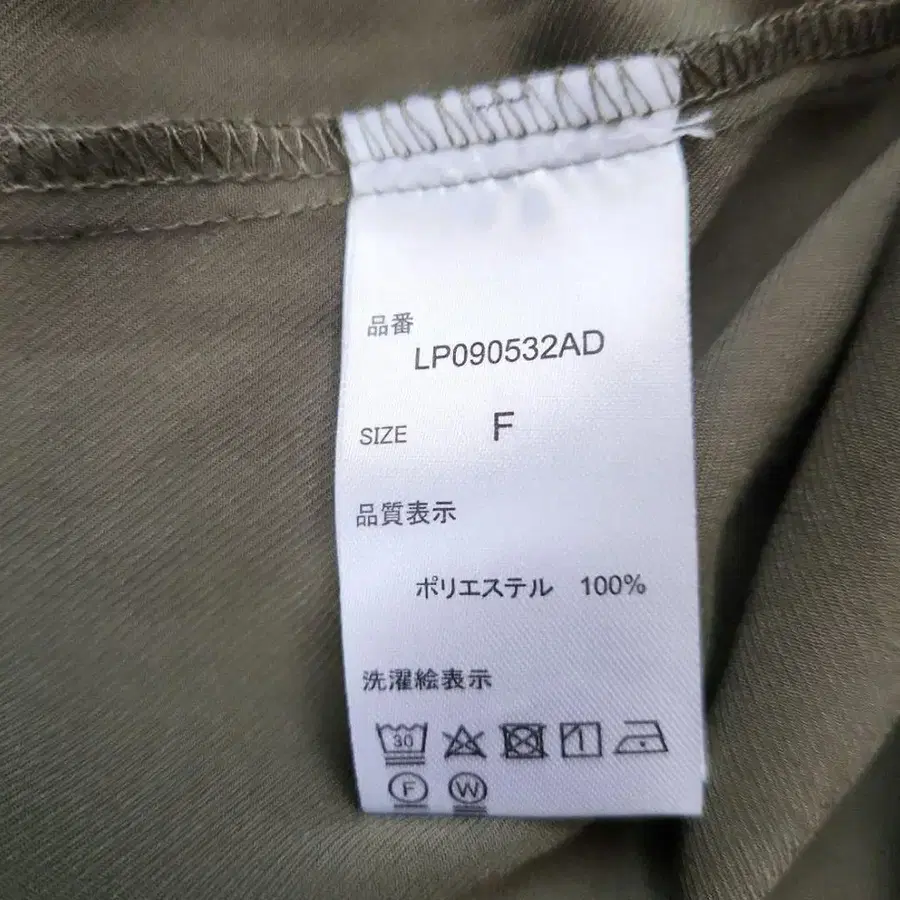 品番
LP090532AD
SIZE F
品質表示
ポリエステル 100%
洗濯絵表示
30
F W